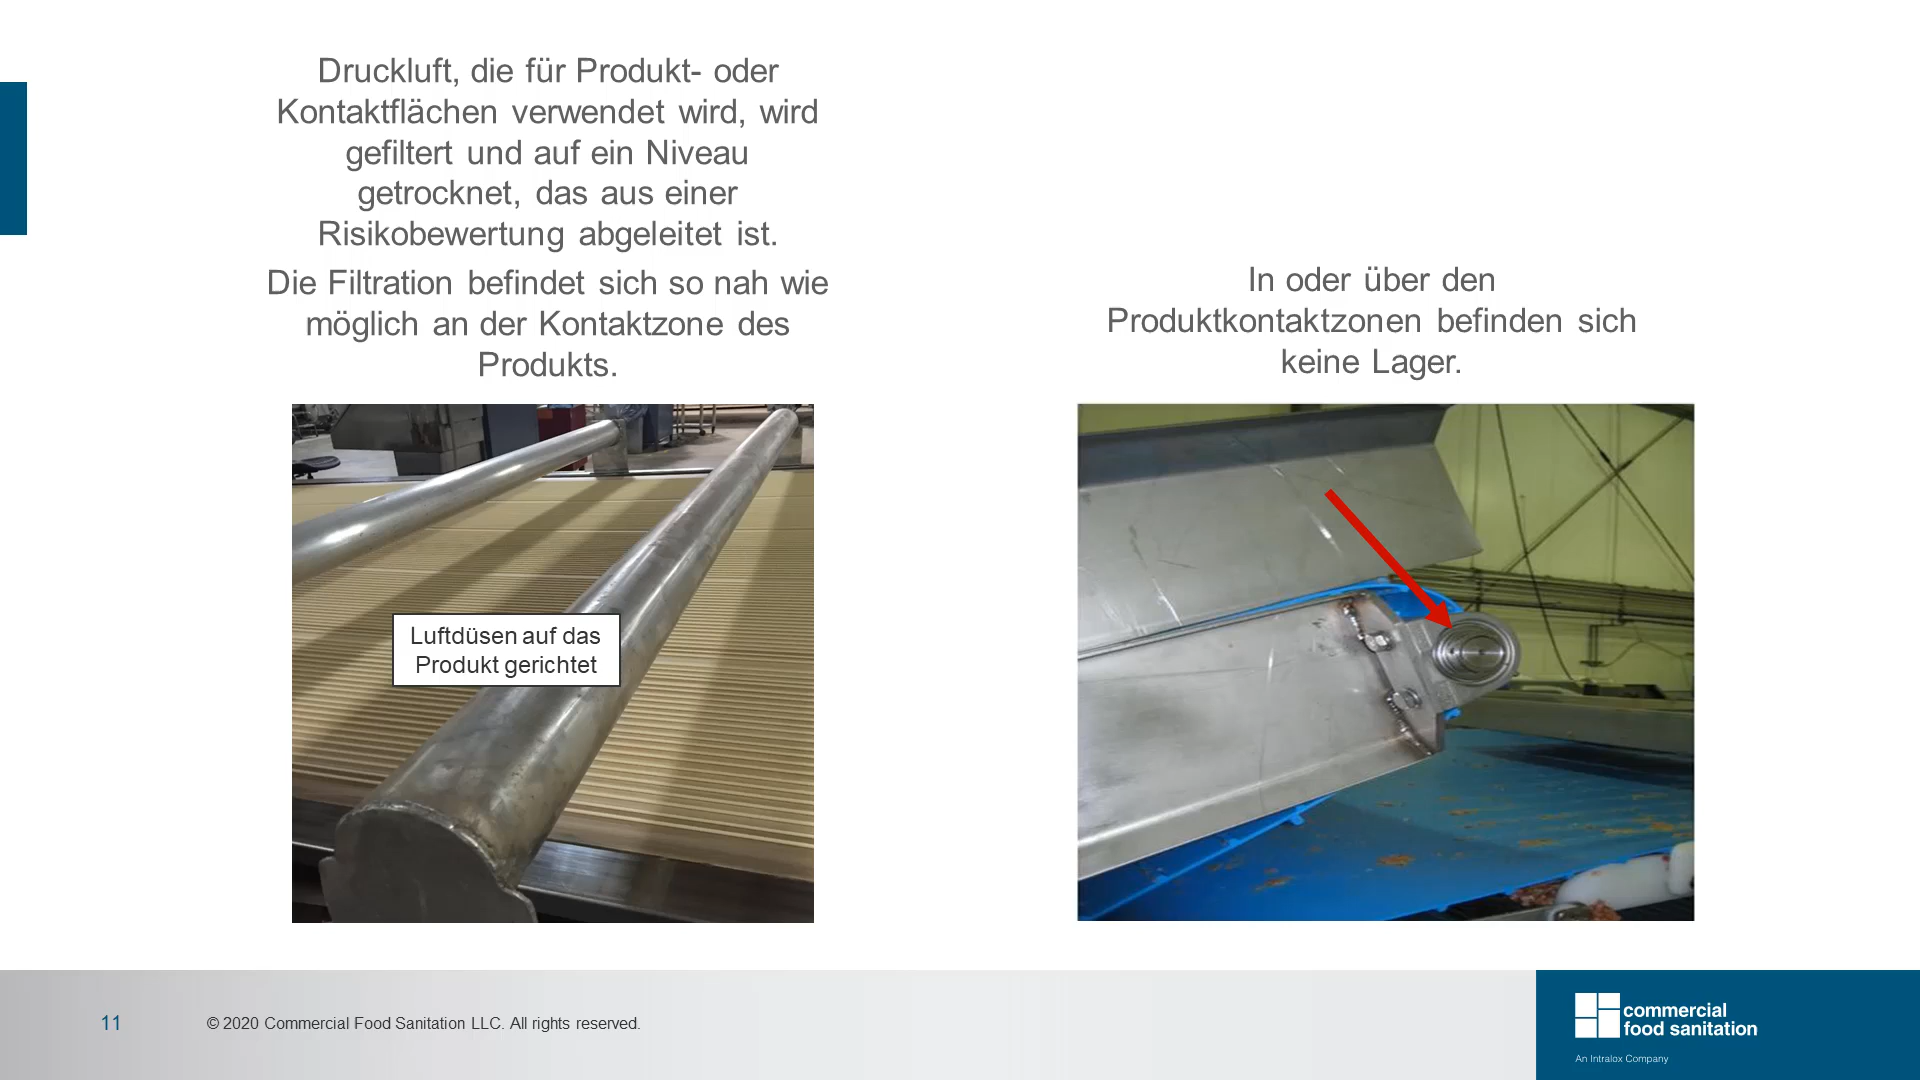 Druckluft, die für Produkt- oder
Kontaktflächen verwendet wird, wird
gefiltert und auf ein Niveau
getrocknet, das aus einer
Risikobewertung abgeleitet ist.
Die Filtration befindet sich so nah wie
möglich an der Kontaktzone des
Produkts.
In oder über den
Produktkontaktzonen befinden sich
keine Lager.
Luftdüsen auf das
Produkt gerichtet
11
© 2020 Commercial Food Sanitation LLC. All rights reserved.
commercial
food sanitation
An Intralox Company